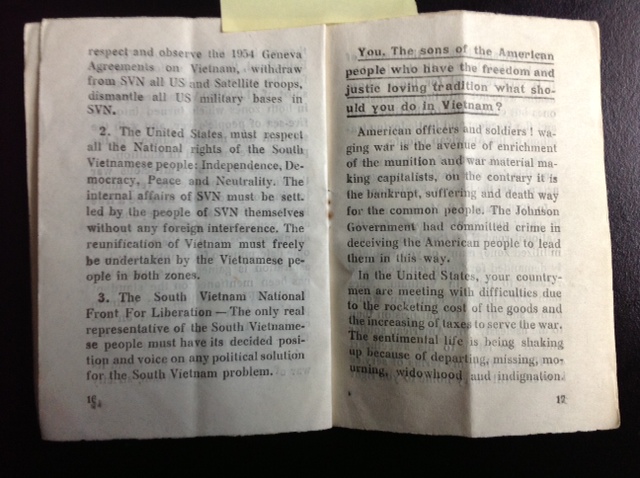 respect and observe the 1954 Geneva
Agreements on Vietnam, withdraw
from SVN all US and Satellite troops,
dismantle all US military bases in
SVN.
2. The United States must respect
all the National rights of the South
Vietnamese people: Independence, De-
mocracy, Peace and Neutrality. The
internal affairs of SVN must be sett-
led by the people of SVN themselves
without any foreign interference. The
reunification of Vietnam must freely
be undertaken by the Vietnamese pe-
ople in both zones.
3. The South Vietnam National
Front For Liberation — The only real
representative of the South Vietname-
se people must have its decided posi-
tion and voice on any political solution
for the South Vietnam problem.
You. The sons of the American
people who have the freedom and
justic loving tradition what sho-
uld you do in Vietnam?
American officers and soldiers! wa-
ging war is the avenue of enrichment
of the munition and war material ma-
king capitalists, on the contrary it is
the bankrupt, suffering and death way
for the common people. The Johnson
Government had committed crime in
deceiving the American people to lead
them in this way.
In the United States, your country-
men are meeting with difficulties due
to the rocketing cost of the goods and
the increasing of taxes to serve the war.
The sentimental life is being shaking
up because of departing, missing, mo-
urning, widowhood and indignation.